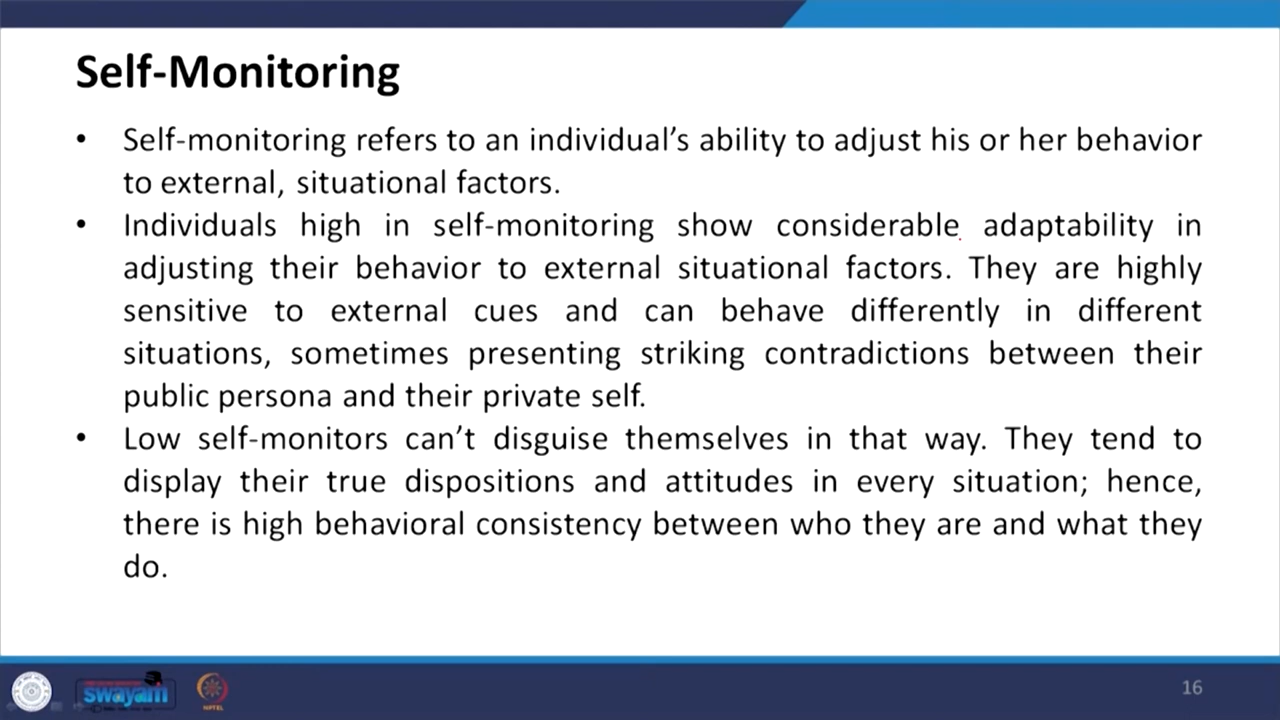 Self-Monitoring
• Self-monitoring refers to an individual's ability to adjust his or her behavior
to external, situational factors.
• Individuals high in self-monitoring show considerable adaptability in
adjusting their behavior to external situational factors. They are highly
sensitive to external cues and can behave differently in different
situations, sometimes presenting striking contradictions between their
public persona and their private self.
• Low self-monitors can't disguise themselves in that way. They tend to
display their true dispositions and attitudes in every situation; hence,
there is high behavioral consistency between who they are and what they
do.
swayam
NPTEL
16